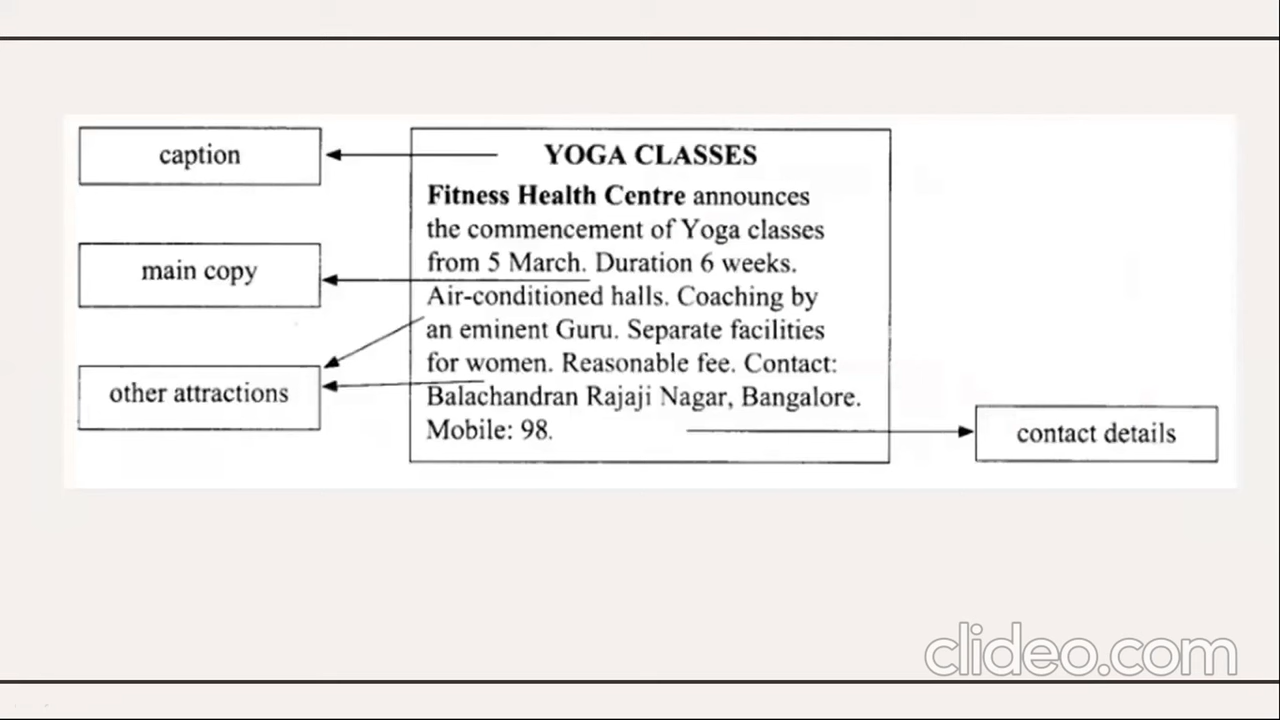 caption
main copy
other attractions
YOGA CLASSES
Fitness Health Centre announces
the commencement of Yoga classes
from 5 March. Duration 6 weeks.
Air-conditioned halls. Coaching by
an eminent Guru. Separate facilities
for women. Reasonable fee. Contact:
Balachandran Rajaji Nagar, Bangalore.
Mobile: 98.
contact details
clideo.com